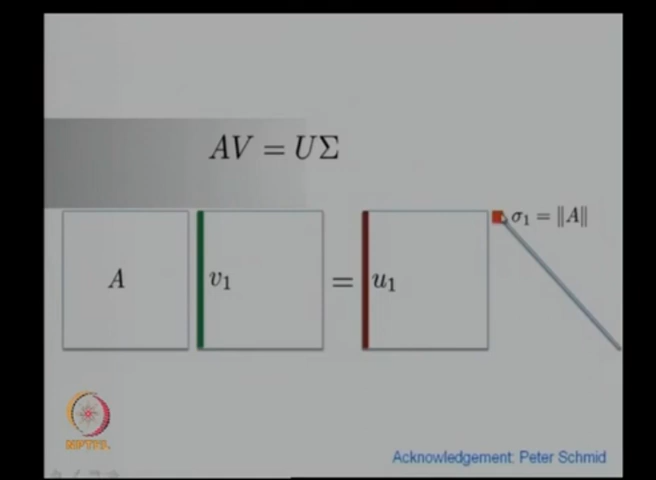 AV = UΣ
A v₁ = u₁ σ₁ = ‖A‖
NPTEL
Acknowledgement: Peter Schmid